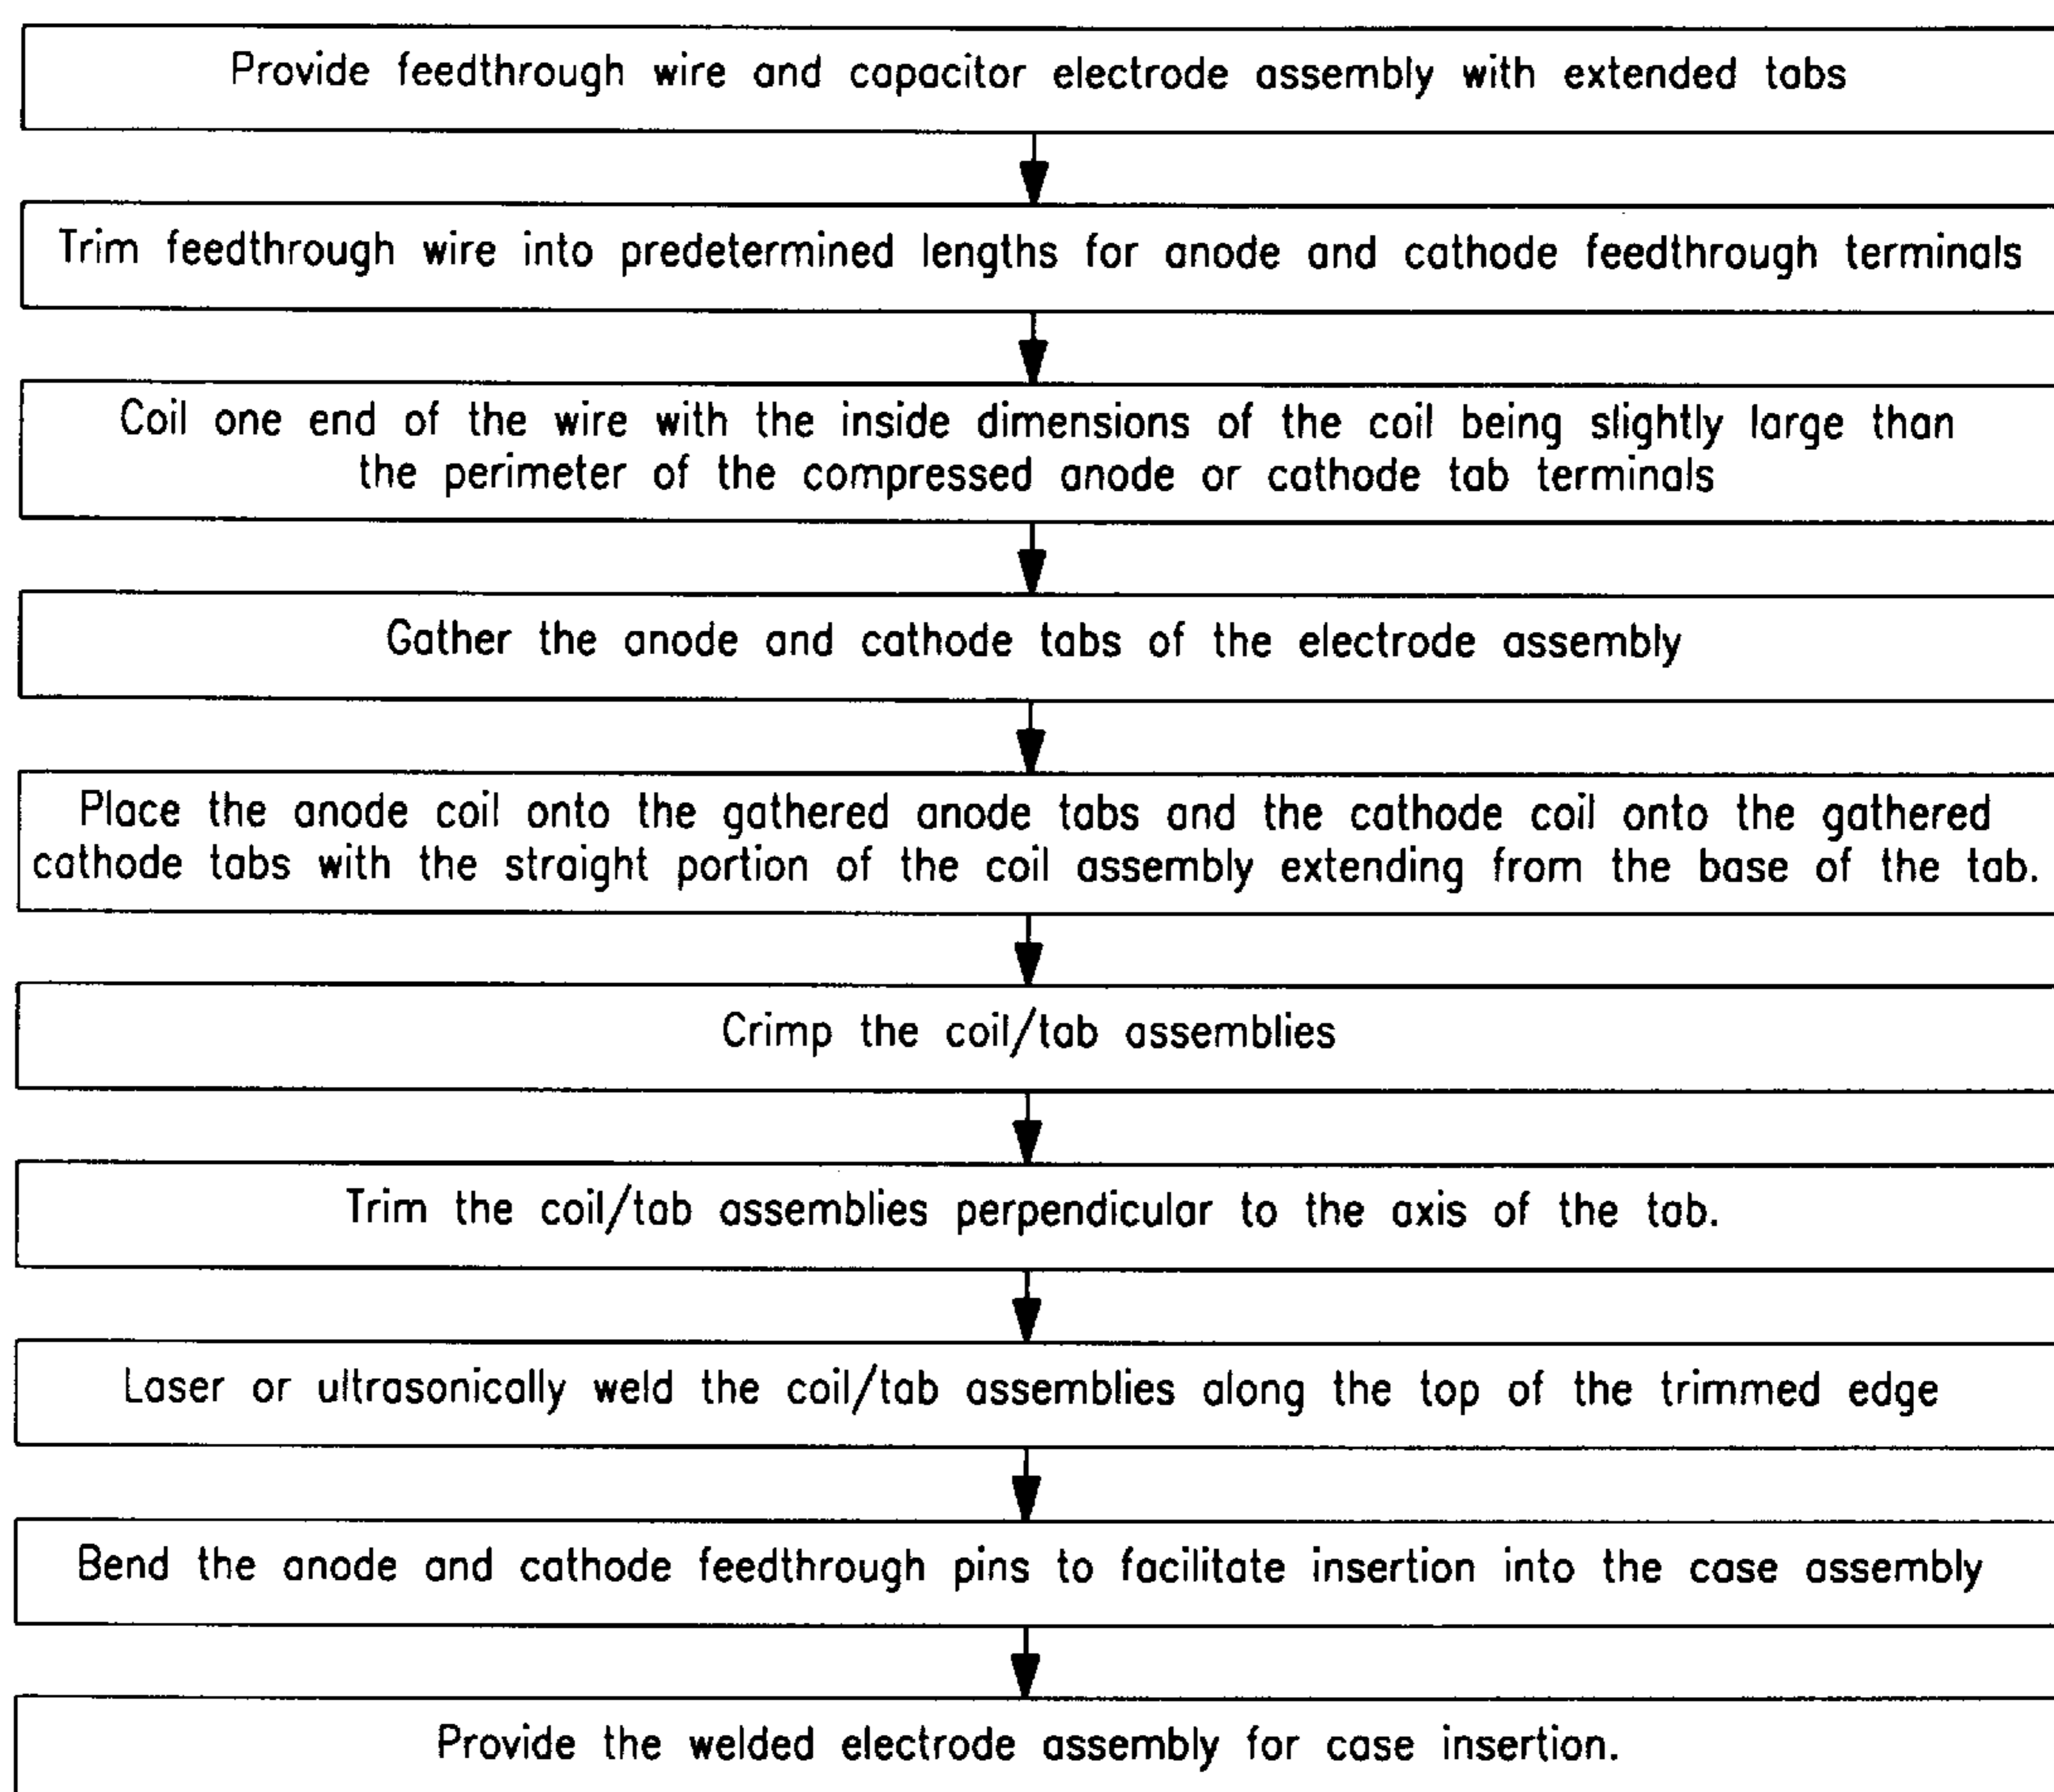 Provide feedthrough wire and capacitor electrode assembly with extended tabs
Trim feedthrough wire into predetermined lengths for anode and cathode feedthrough terminals
Coil one end of the wire with the inside dimensions of the coil being slightly large than
the perimeter of the compressed anode or cathode tab terminals
Gather the anode and cathode tabs of the electrode assembly
Place the anode coil onto the gathered anode tabs and the cathode coil onto the gathered
cathode tabs with the straight portion of the coil assembly extending from the base of the tab.
Crimp the coil/tab assemblies
Trim the coil/tab assemblies perpendicular to the axis of the tab.
Laser or ultrasonically weld the coil/tab assemblies along the top of the trimmed edge
Bend the anode and cathode feedthrough pins to facilitate insertion into the case assembly
Provide the welded electrode assembly for case insertion.